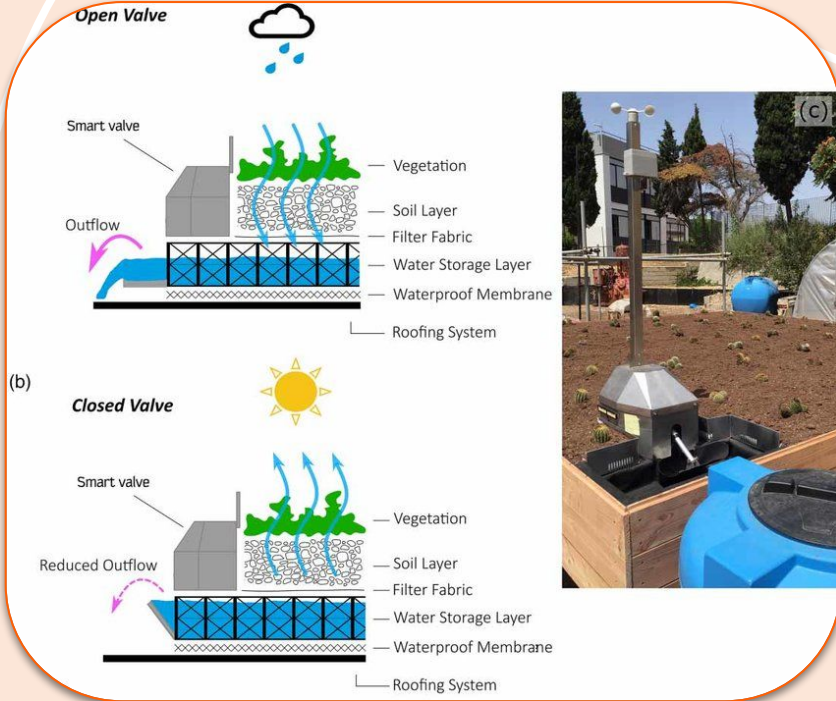 Open Valve
Smart valve
Vegetation
Soil Layer
Outflow
Filter Fabric
Water Storage Layer
Waterproof Membrane
Roofing System
(b)
Closed Valve
Smart valve
Vegetation
Soil Layer
Reduced Outflow
Filter Fabric
Water Storage Layer
Waterproof Membrane
Roofing System
(c)